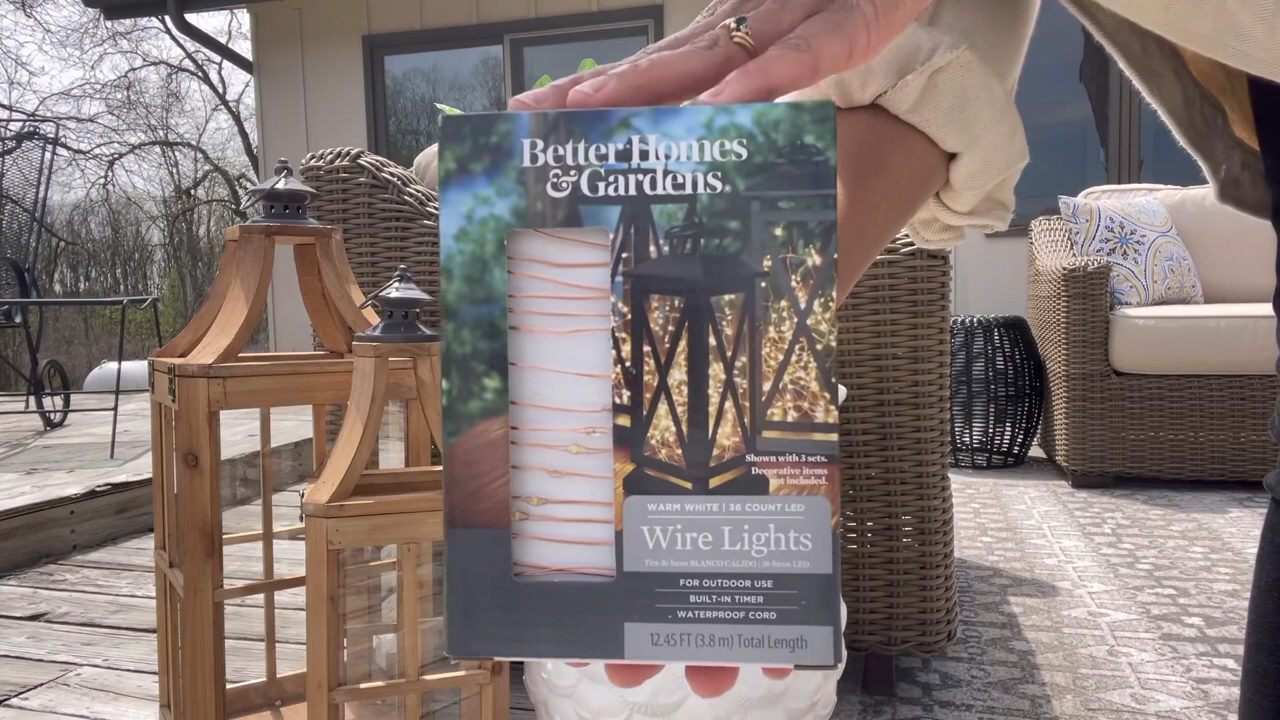 Better Homes
& Gardens.
Shown with 3 sets.
Decorative items
not included.
WARM WHITE | 36 COUNT LED
Wire Lights
Tira de luces BLANCO CÁLIDO | 36 luces LED
FOR OUTDOOR USE
BUILT-IN TIMER
WATERPROOF CORD
12.45 FT (3.8 m) Total Length